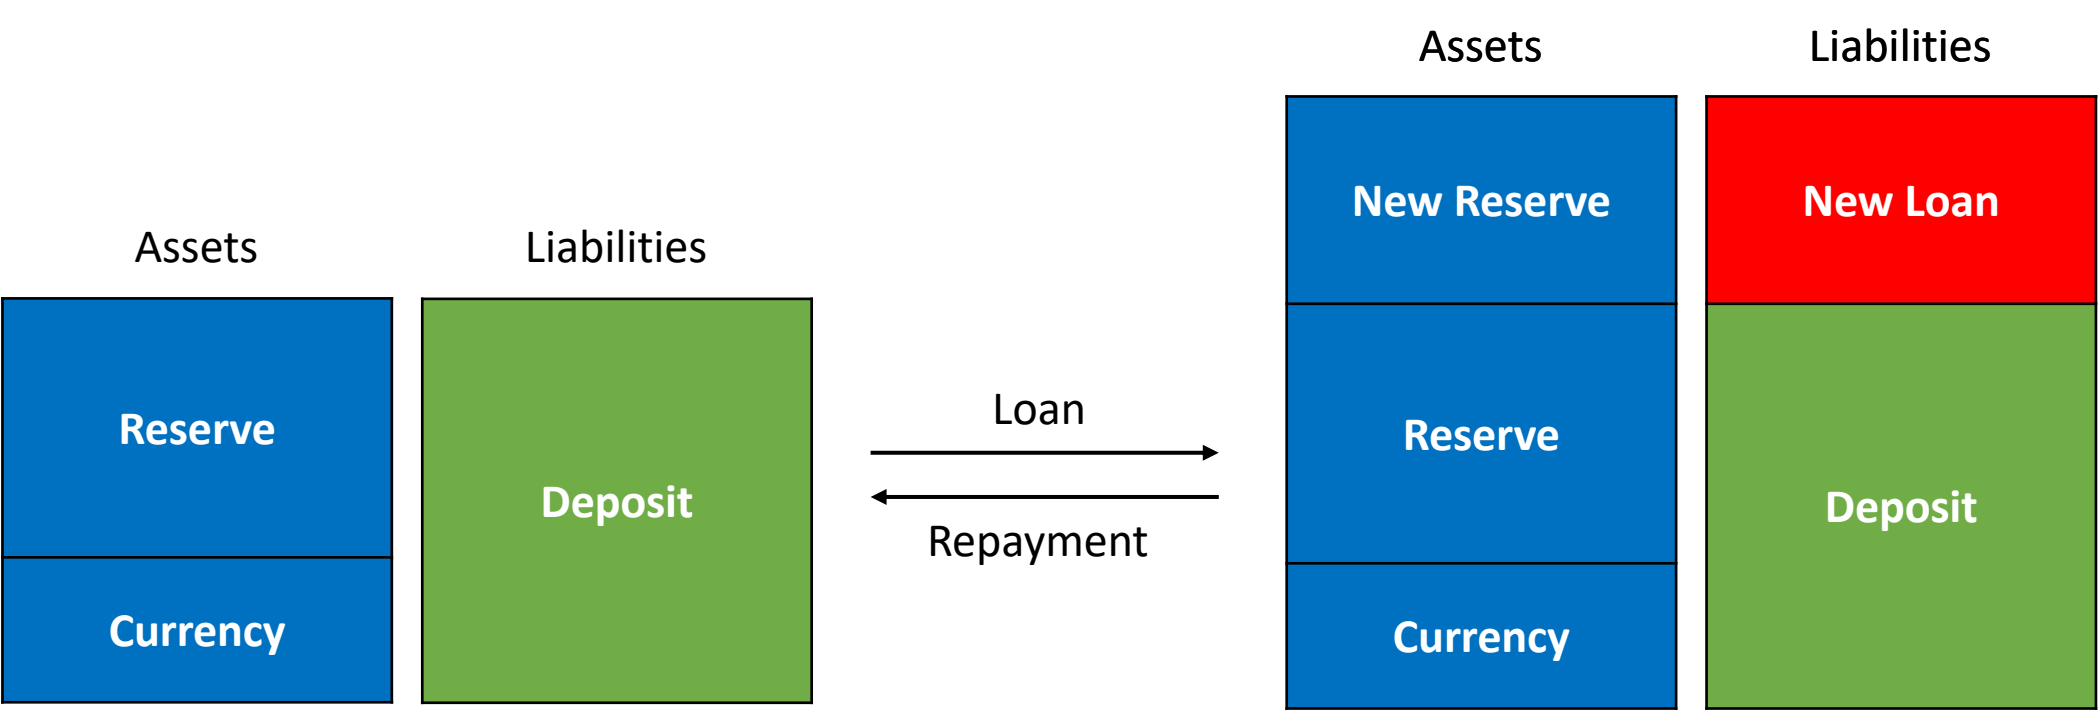 Assets
Liabilities
Reserve
Currency
Deposit
Loan
Repayment
Assets
Liabilities
New Reserve
New Loan
Reserve
Currency
Deposit